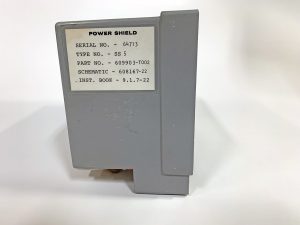 POWER SHIELD
SERIAL NO. - 04713
TYPE NO. - SS 5
PART NO. - 609903-T002
SCHEMATIC - 608167-22
INST. BOOK - 9.1.7-22